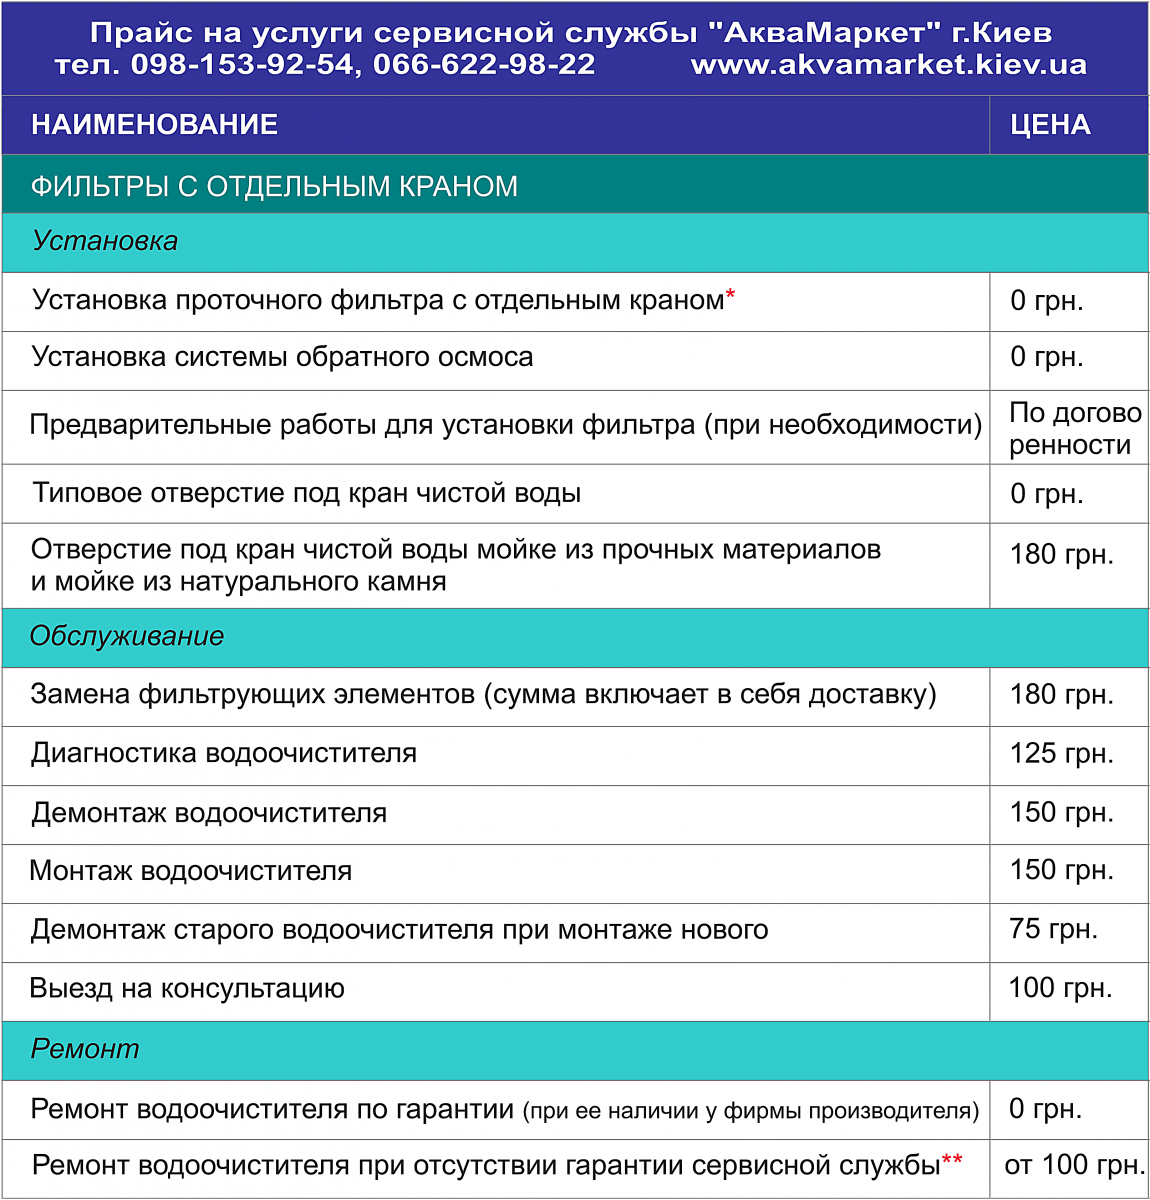 Прайс на услуги сервисной службы "АкваМаркет" г.Киев
тел. 098-153-92-54, 066-622-98-22 www.akvamarket.kiev.ua
НАИМЕНОВАНИЕ ЦЕНА
ФИЛЬТРЫ С ОТДЕЛЬНЫМ КРАНОМ
Установка
Установка проточного фильтра с отдельным краном* 0 грн.
Установка системы обратного осмоса 0 грн.
Предварительные работы для установки фильтра (при необходимости) По догово
ренности
Типовое отверстие под кран чистой воды 0 грн.
Отверстие под кран чистой воды мойке из прочных материалов
и мойке из натурального камня 180 грн.
Обслуживание
Замена фильтрующих элементов (сумма включает в себя доставку) 180 грн.
Диагностика водоочистителя 125 грн.
Демонтаж водоочистителя 150 грн.
Монтаж водоочистителя 150 грн.
Демонтаж старого водоочистителя при монтаже нового 75 грн.
Выезд на консультацию 100 грн.
Ремонт
Ремонт водоочистителя по гарантии (при ее наличии у фирмы производителя) 0 грн.
Ремонт водоочистителя при отсутствии гарантии сервисной службы** от 100 грн.